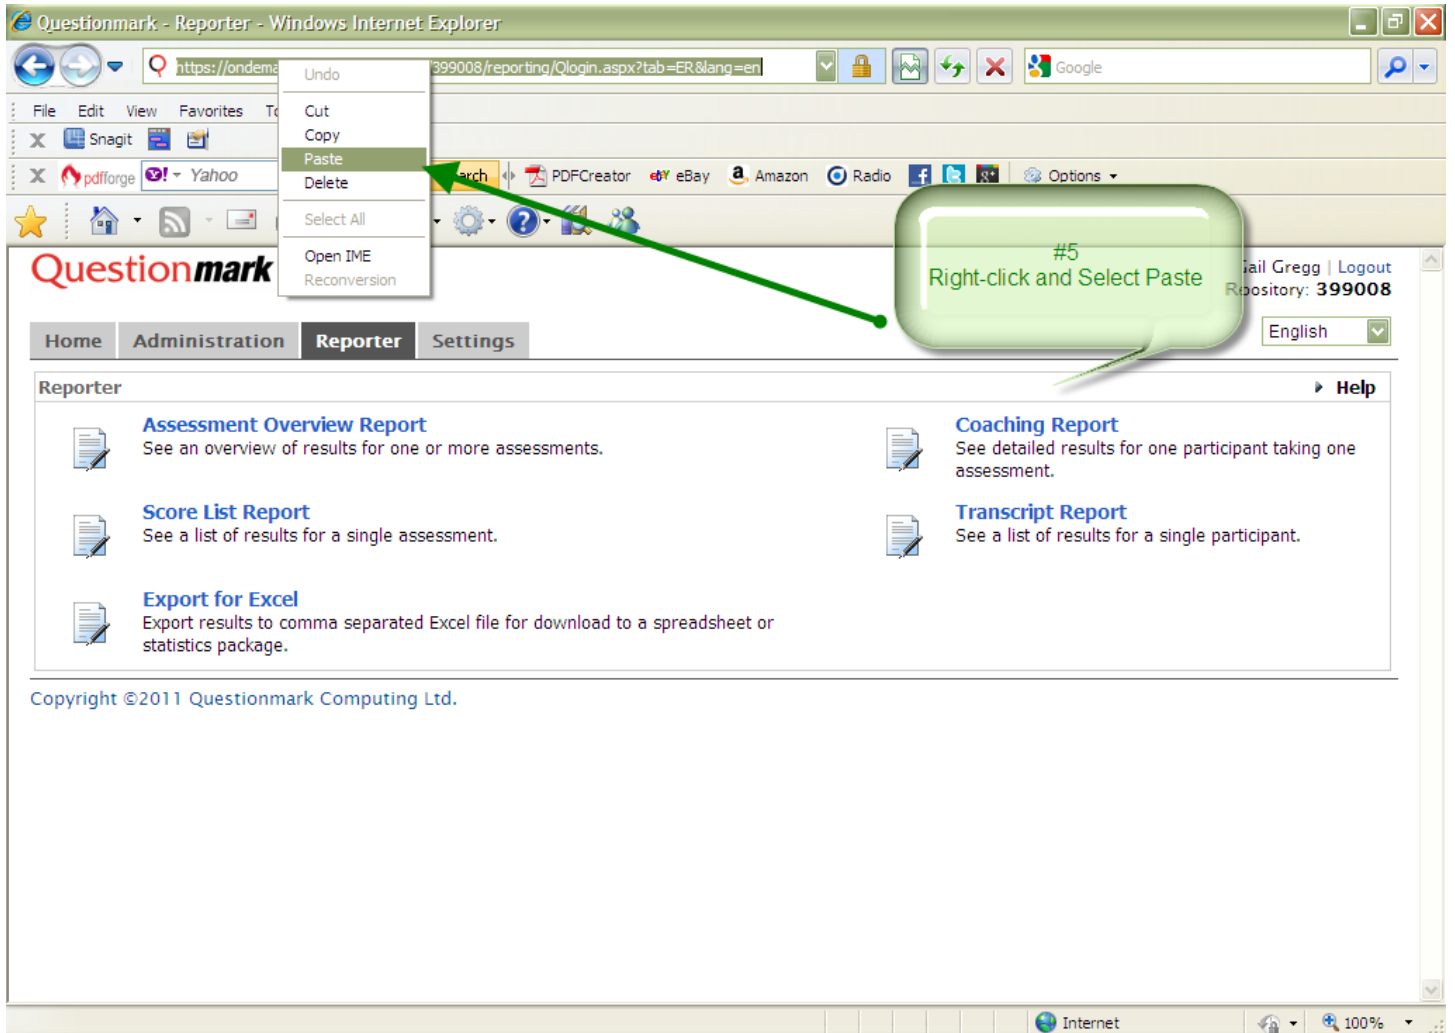 Questionmark - Reporter - Windows Internet Explorer
https://ondema 399008/reporting/Qlogin.aspx?tab=ER&lang=en
Google
File Edit View Favorites
Snagit
pdfforge Y! Yahoo
PDFCreator eBay Amazon Radio Options
Undo
Cut
Copy
Paste
Delete
Select All
Open IME
Reconversion
#5
Right-click and Select Paste
Questionmark
Gail Gregg | Logout
Repository: 399008
Home Administration Reporter Settings
English
Reporter
Help
Assessment Overview Report
See an overview of results for one or more assessments.
Coaching Report
See detailed results for one participant taking one
assessment.
Score List Report
See a list of results for a single assessment.
Transcript Report
See a list of results for a single participant.
Export for Excel
Export results to comma separated Excel file for download to a spreadsheet or
statistics package.
Copyright ©2011 Questionmark Computing Ltd.
Internet
100%